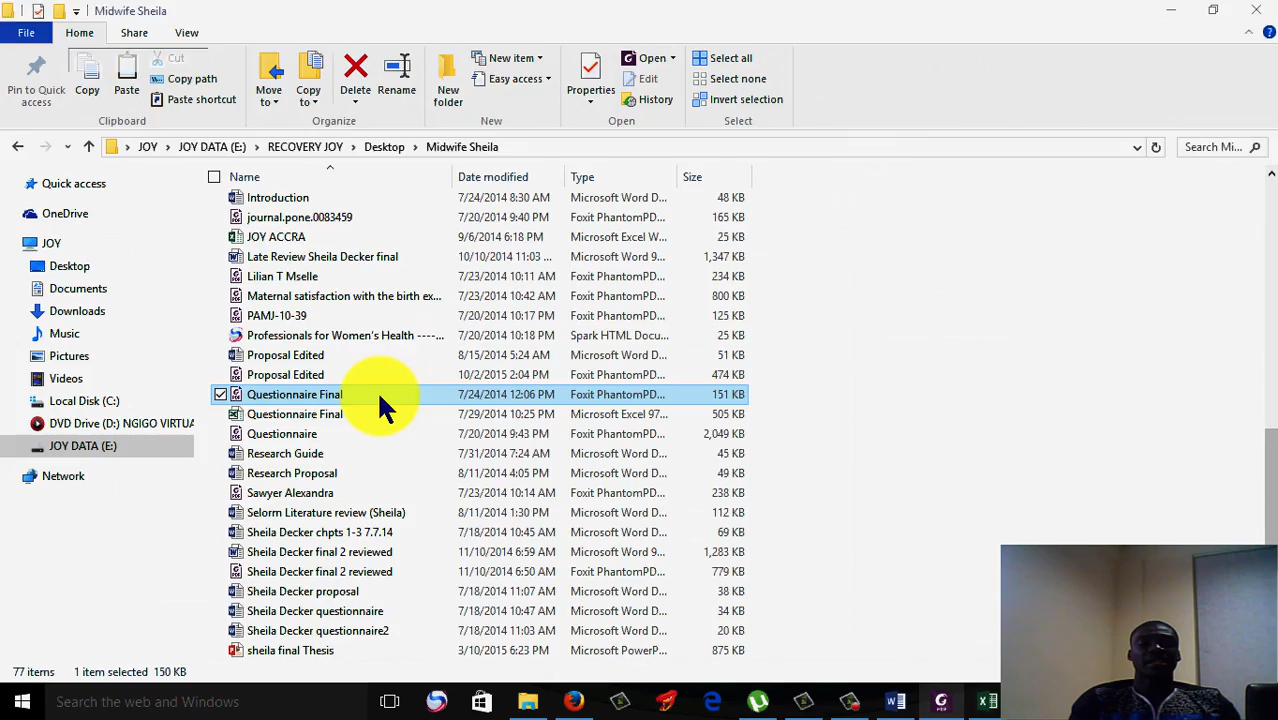 Midwife Sheila
File Home Share View
Pin to Quick access
Copy
Paste
Cut
Copy path
Paste shortcut
Clipboard
Move to
Copy to
Delete
Rename
Organize
New folder
New item
Easy access
New
Properties
Open
Edit
History
Open
Select all
Select none
Invert selection
Select
JOY JOY DATA (E:) RECOVERY JOY Desktop Midwife Sheila
Search Mi...
Quick access
OneDrive
JOY
Desktop
Documents
Downloads
Music
Pictures
Videos
Local Disk (C:)
DVD Drive (D:) NGIGO VIRTUA
JOY DATA (E:)
Network
Name Date modified Type Size
Introduction 7/24/2014 8:30 AM Microsoft Word D... 48 KB
journal.pone.0083459 7/20/2014 9:40 PM Foxit PhantomPD... 165 KB
JOY ACCRA 9/6/2014 6:18 PM Microsoft Excel W... 25 KB
Late Review Sheila Decker final 10/10/2014 11:03 ... Microsoft Word 9... 1,347 KB
Lilian T Mselle 7/23/2014 10:11 AM Foxit PhantomPD... 234 KB
Maternal satisfaction with the birth ex... 7/23/2014 10:42 AM Foxit PhantomPD... 800 KB
PAMJ-10-39 7/20/2014 10:17 PM Foxit PhantomPD... 125 KB
Professionals for Women's Health ----... 7/20/2014 10:18 PM Spark HTML Docu... 25 KB
Proposal Edited 8/15/2014 5:24 AM Microsoft Word D... 51 KB
Proposal Edited 10/2/2015 2:04 PM Foxit PhantomPD... 474 KB
Questionnaire Final 7/24/2014 12:06 PM Foxit PhantomPD... 151 KB
Questionnaire Final 7/29/2014 10:25 PM Microsoft Excel 97... 505 KB
Questionnaire 7/20/2014 9:43 PM Foxit PhantomPD... 2,049 KB
Research Guide 7/31/2014 7:24 AM Microsoft Word D... 45 KB
Research Proposal 8/11/2014 4:05 PM Microsoft Word D... 49 KB
Sawyer Alexandra 7/23/2014 10:14 AM Foxit PhantomPD... 238 KB
Selorm Literature review (Sheila) 8/11/2014 1:30 PM Microsoft Word D... 112 KB
Sheila Decker chpts 1-3 7.7.14 7/18/2014 10:45 AM Microsoft Word D... 69 KB
Sheila Decker final 2 reviewed 11/10/2014 6:59 AM Microsoft Word 9... 1,283 KB
Sheila Decker final 2 reviewed 11/10/2014 6:50 AM Foxit PhantomPD... 779 KB
Sheila Decker proposal 7/18/2014 11:07 AM Microsoft Word D... 38 KB
Sheila Decker questionnaire 7/18/2014 10:47 AM Microsoft Word D... 34 KB
Sheila Decker questionnaire2 7/18/2014 11:03 AM Microsoft Word D... 20 KB
sheila final Thesis 3/10/2015 6:23 PM Microsoft PowerP... 875 KB
77 items 1 item selected 150 KB
Search the web and Windows